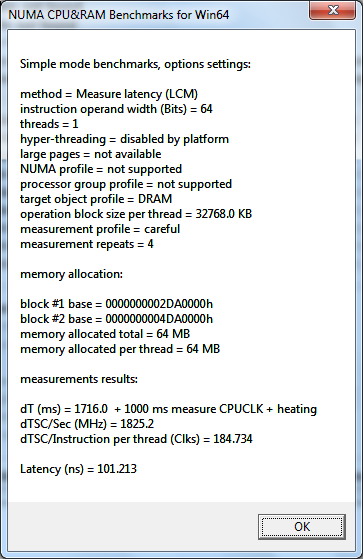 NUMA CPU&RAM Benchmarks for Win64
Simple mode benchmarks, options settings:
method = Measure latency (LCM)
instruction operand width (Bits) = 64
threads = 1
hyper-threading = disabled by platform
large pages = not available
NUMA profile = not supported
processor group profile = not supported
target object profile = DRAM
operation block size per thread = 32768.0 KB
measurement profile = careful
measurement repeats = 4
memory allocation:
block #1 base = 0000000002DA0000h
block #2 base = 0000000004DA0000h
memory allocated total = 64 MB
memory allocated per thread = 64 MB
measurements results:
dT (ms) = 1716.0  + 1000 ms measure CPUCLK + heating
dTSC/Sec (MHz) = 1825.2
dTSC/Instruction per thread (Clks) = 184.734
Latency (ns) = 101.213
OK